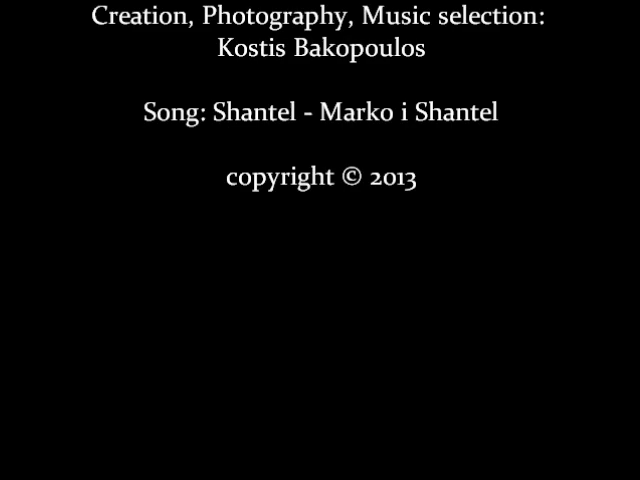 Creation, Photography, Music selection:
Kostis Bakopoulos
Song: Shantel - Marko i Shantel
copyright © 2013